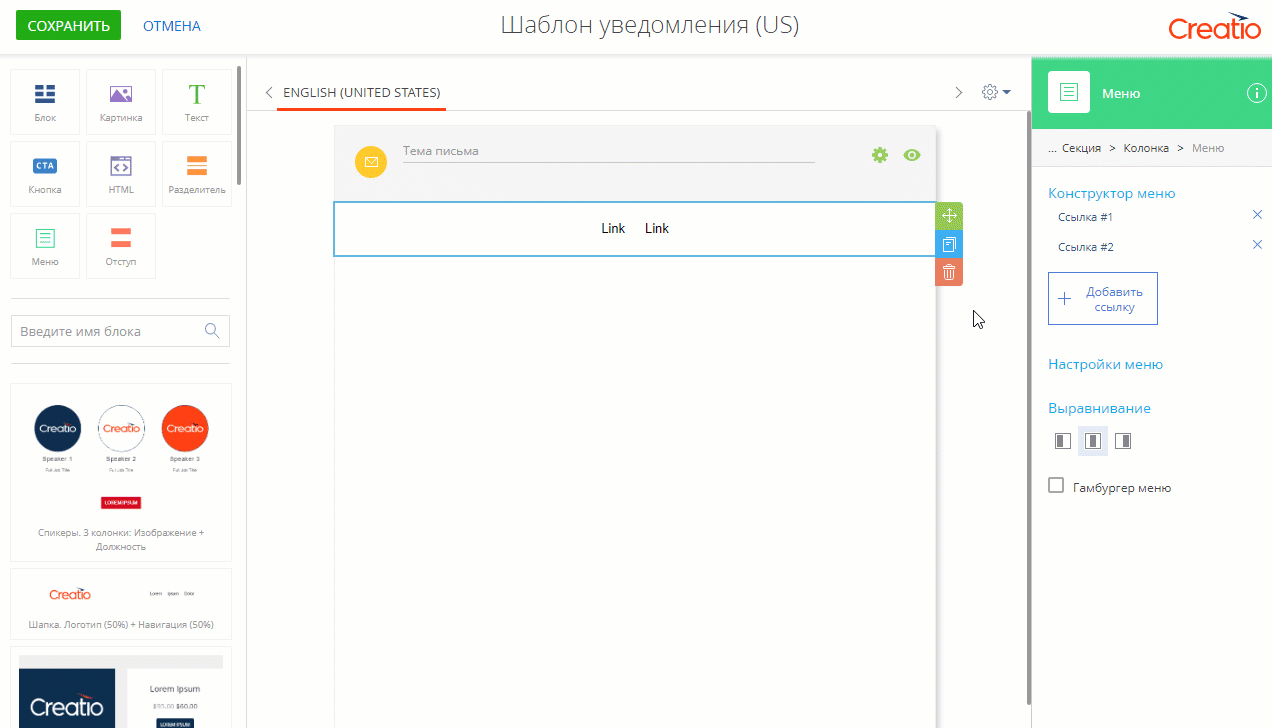 СОХРАНИТЬ
ОТМЕНА
Шаблон уведомления (US)
Creatio
Блок
Картинка
Текст
CTA
Кнопка
HTML
Разделитель
Меню
Отступ
Введите имя блока
Creatio
Creatio
Creatio
Speaker 1
Speaker 2
Speaker 3
Full Job Title
Full Job Title
Full Job Title
LOREM IPSUM
Спикеры. 3 колонки: Изображение +
Должность
Creatio
Lorem Ipsum Dolor
Шапка. Логотип (50%) + Навигация (50%)
Creatio
Lorem Ipsum
$95.00 $60.00
LOREM IPSUM
ENGLISH (UNITED STATES)
Тема письма
Link Link
Меню
... Секция > Колонка > Меню
Конструктор меню
Ссылка #1
Ссылка #2
Добавить
ссылку
Настройки меню
Выравнивание
Гамбургер меню